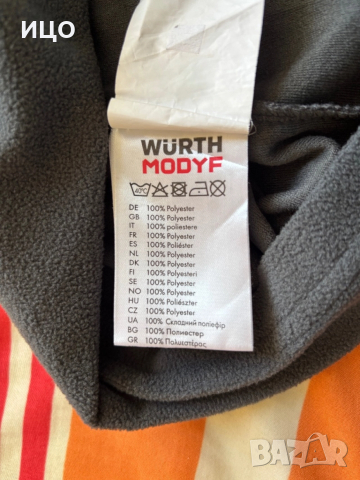 ицо
WÜRTH
MODYF
40°C
DE 100% Polyester
GB 100% Polyester
IT 100% poliestere
FR 100% Polyester
ES 100% Poliéster
NL 100% Polyester
DK 100% Polyester
FI 100% Polyesteri
SE 100% Polyester
NO 100% Polyester
HU 100% Poliészter
CZ 100% Polyester
UA 100% Складний поліефір
BG 100% Полиестер
GR 100% Πολυεστέρας
BAZAR